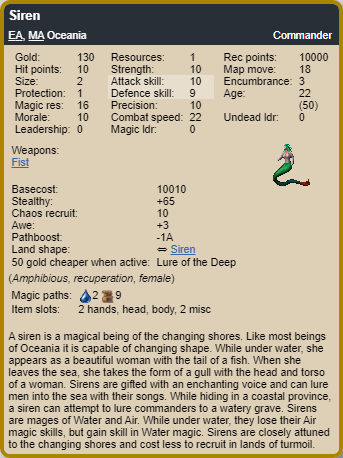 Siren
EA, MA Oceania Commander
Gold: 130 Resources: 1 Rec points: 10000
Hit points: 10 Strength: 10 Map move: 18
Size: 2 Attack skill: 10 Encumbrance: 3
Protection: 1 Defence skill: 9 Age: 22
Magic res: 16 Precision: 10 (50)
Morale: 10 Combat speed: 22 Undead ldr: 0
Leadership: 0 Magic ldr: 0
Weapons:
Fist
Basecost: 10010
Stealthy: +65
Chaos recruit: 10
Awe: +3
Pathboost: -1A
Land shape: ⇔ Siren
50 gold cheaper when active: Lure of the Deep
(Amphibious, recuperation, female)
Magic paths: 2 9
Item slots: 2 hands, head, body, 2 misc
A siren is a magical being of the changing shores. Like most beings
of Oceania it is capable of changing shape. While under water, she
appears as a beautiful woman with the tail of a fish. When she
leaves the sea, she takes the form of a gull with the head and torso
of a woman. Sirens are gifted with an enchanting voice and can lure
men into the sea with their songs. While hiding in a coastal province,
a siren can attempt to lure commanders to a watery grave. Sirens
are mages of Water and Air. While under water, they lose their Air
magic skills, but gain skill in Water magic. Sirens are closely attuned
to the changing shores and cost less to recruit in lands of turmoil.